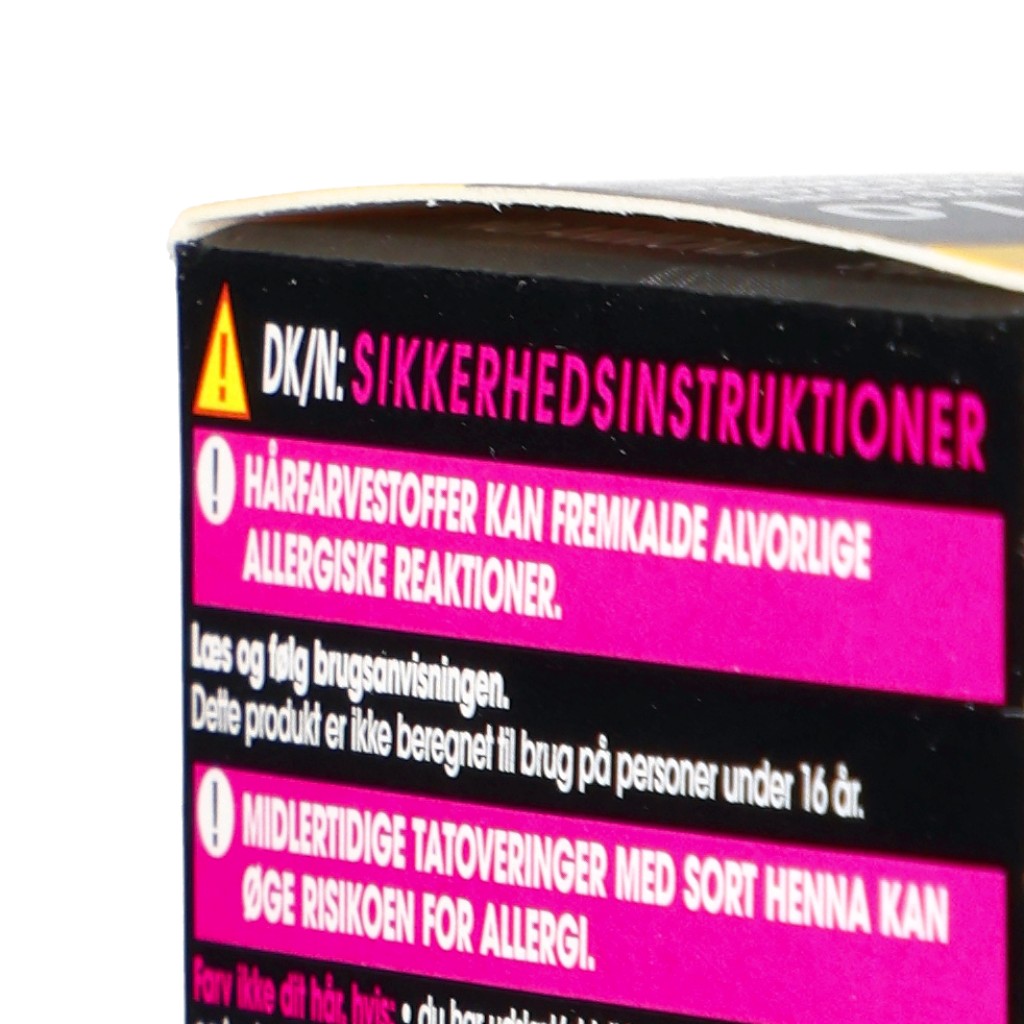 DK/N: SIKKERHEDSINSTRUKTIONER
HÅRFARVESTOFFER KAN FREMKALDE ALVORLIGE
ALLERGISKE REAKTIONER.
Læs og følg brugsanvisningen.
Dette produkt er ikke beregnet til brug på personer under 16 år.
MIDLERTIDIGE TATOVERINGER MED SORT HENNA KAN
ØGE RISIKOEN FOR ALLERGI.
Farv ikke dit hår, hvis: • du har